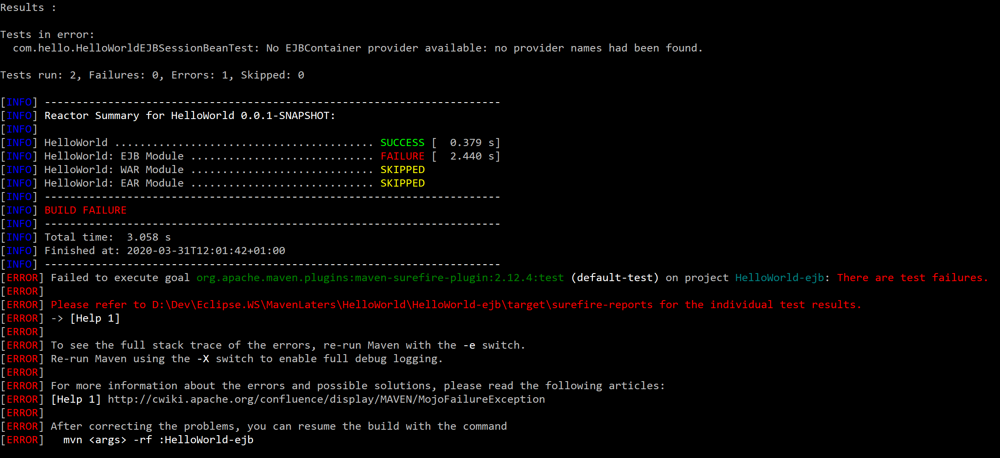 Results :
Tests in error:
  com.hello.HelloWorldEJBSessionBeanTest: No EJBContainer provider available: no provider names had been found.
Tests run: 2, Failures: 0, Errors: 1, Skipped: 0
[INFO] ------------------------------------------------------------------------
[INFO] Reactor Summary for HelloWorld 0.0.1-SNAPSHOT:
[INFO]
[INFO] HelloWorld ......................................... SUCCESS [  0.379 s]
[INFO] HelloWorld: EJB Module ............................. FAILURE [  2.440 s]
[INFO] HelloWorld: WAR Module ............................. SKIPPED
[INFO] HelloWorld: EAR Module ............................. SKIPPED
[INFO] ------------------------------------------------------------------------
[INFO] BUILD FAILURE
[INFO] ------------------------------------------------------------------------
[INFO] Total time:  3.058 s
[INFO] Finished at: 2020-03-31T12:01:42+01:00
[INFO] ------------------------------------------------------------------------
[ERROR] Failed to execute goal org.apache.maven.plugins:maven-surefire-plugin:2.12.4:test (default-test) on project HelloWorld-ejb: There are test failures.
[ERROR]
[ERROR] Please refer to D:\Dev\Eclipse.WS\MavenLaters\HelloWorld\HelloWorld-ejb\target\surefire-reports for the individual test results.
[ERROR] -> [Help 1]
[ERROR]
[ERROR] To see the full stack trace of the errors, re-run Maven with the -e switch.
[ERROR] Re-run Maven using the -X switch to enable full debug logging.
[ERROR]
[ERROR] For more information about the errors and possible solutions, please read the following articles:
[ERROR] [Help 1] http://cwiki.apache.org/confluence/display/MAVEN/MojoFailureException
[ERROR]
[ERROR] After correcting the problems, you can resume the build with the command
[ERROR]   mvn <args> -rf :HelloWorld-ejb